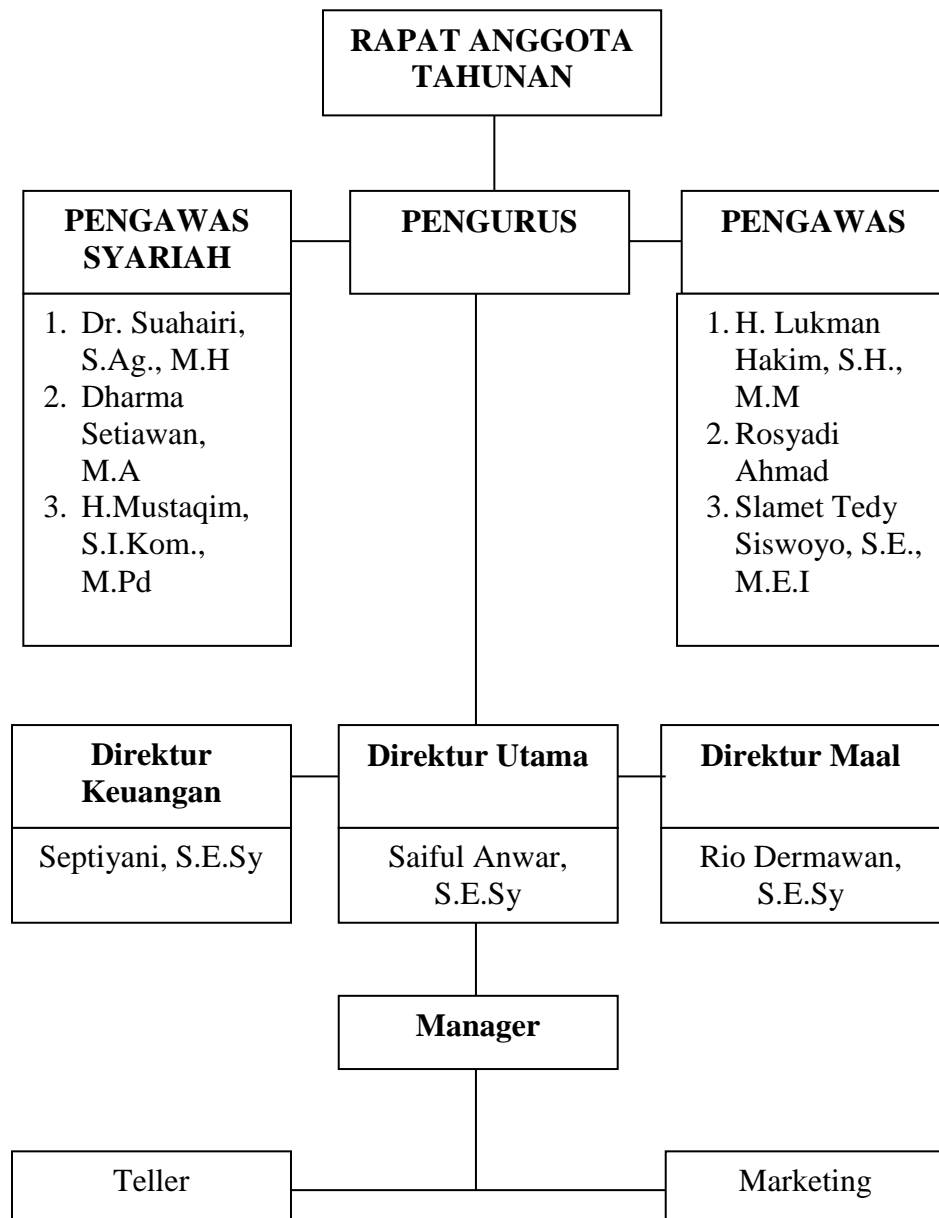 RAPAT ANGGOTA
TAHUNAN
PENGAWAS
SYARIAH
PENGURUS
PENGAWAS
1. Dr. Suahairi,
S.Ag., M.H
2. Dharma
Setiawan,
M.A
3. H.Mustaqim,
S.I.Kom.,
M.Pd
1. H. Lukman
Hakim, S.H.,
M.M
2. Rosyadi
Ahmad
3. Slamet Tedy
Siswoyo, S.E.,
M.E.I
Direktur
Keuangan
Septiyani, S.E.Sy
Direktur Utama
Saiful Anwar,
S.E.Sy
Direktur Maal
Rio Dermawan,
S.E.Sy
Manager
Teller
Marketing